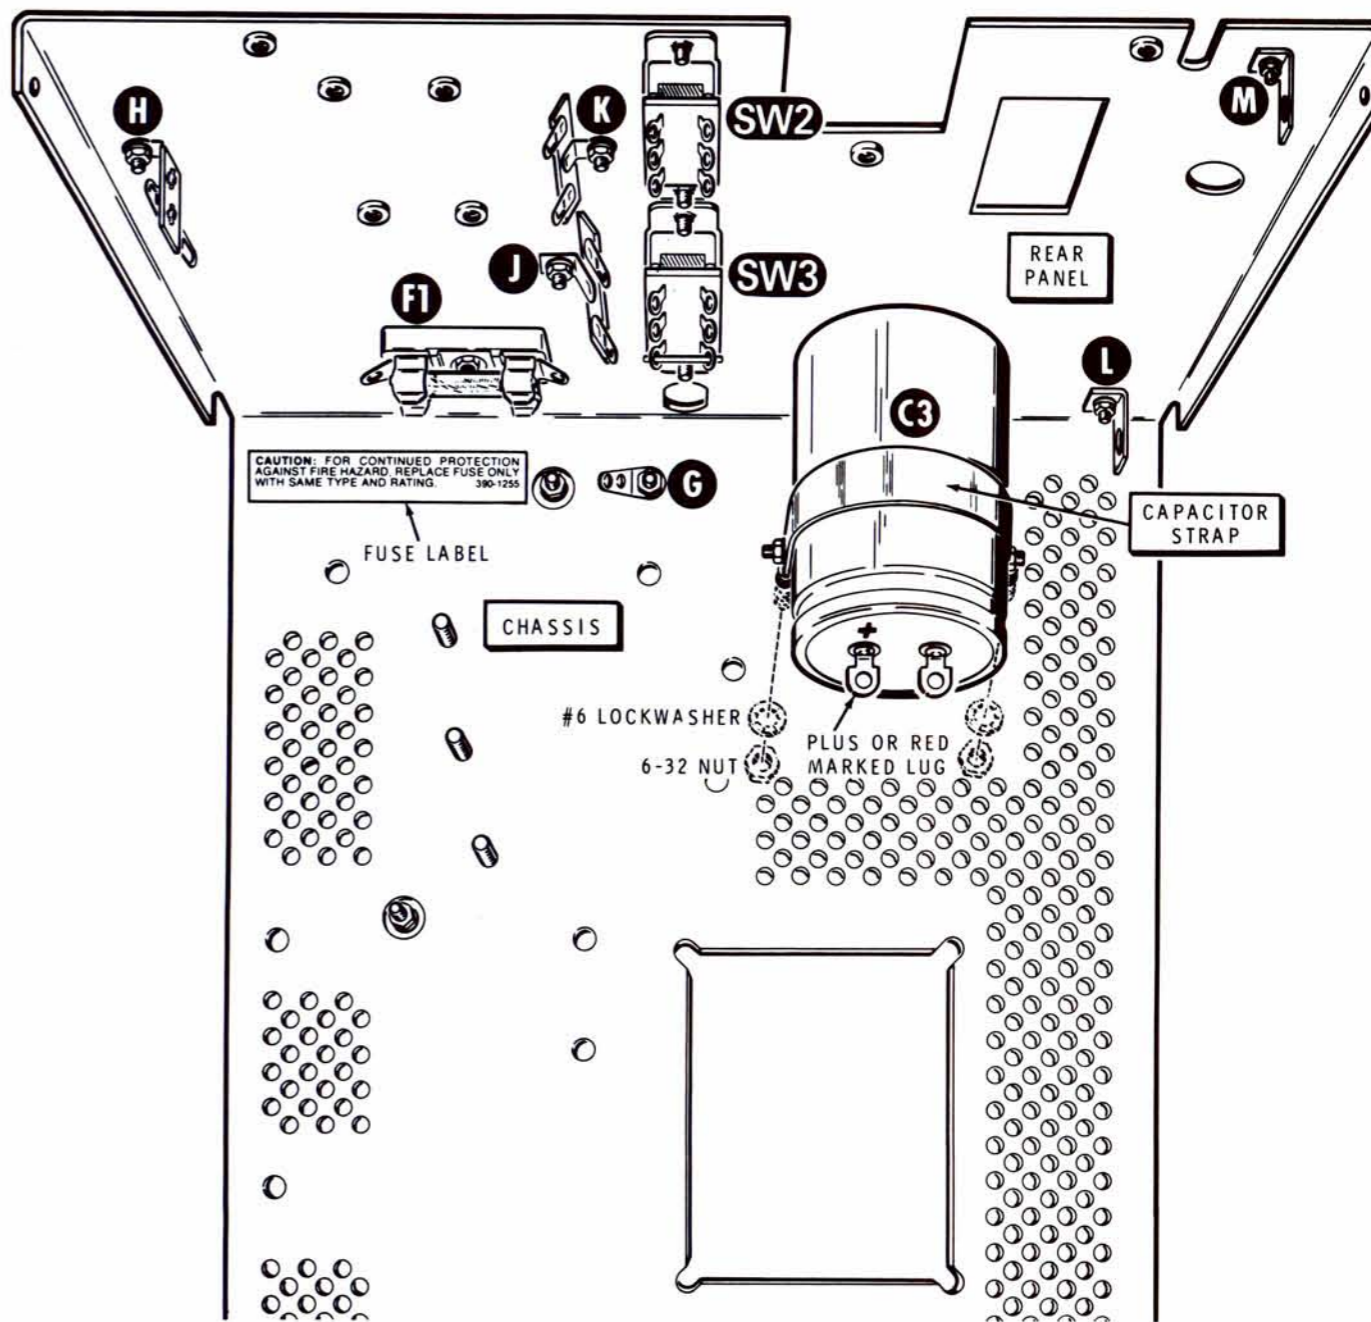 H
K
SW2
M
J
SW3
REAR
PANEL
F1
L
C3
CAUTION: FOR CONTINUED PROTECTION
AGAINST FIRE HAZARD, REPLACE FUSE ONLY
WITH SAME TYPE AND RATING. 390-1255
G
CAPACITOR
STRAP
FUSE LABEL
CHASSIS
+
#6 LOCKWASHER
6-32 NUT
PLUS OR RED
MARKED LUG